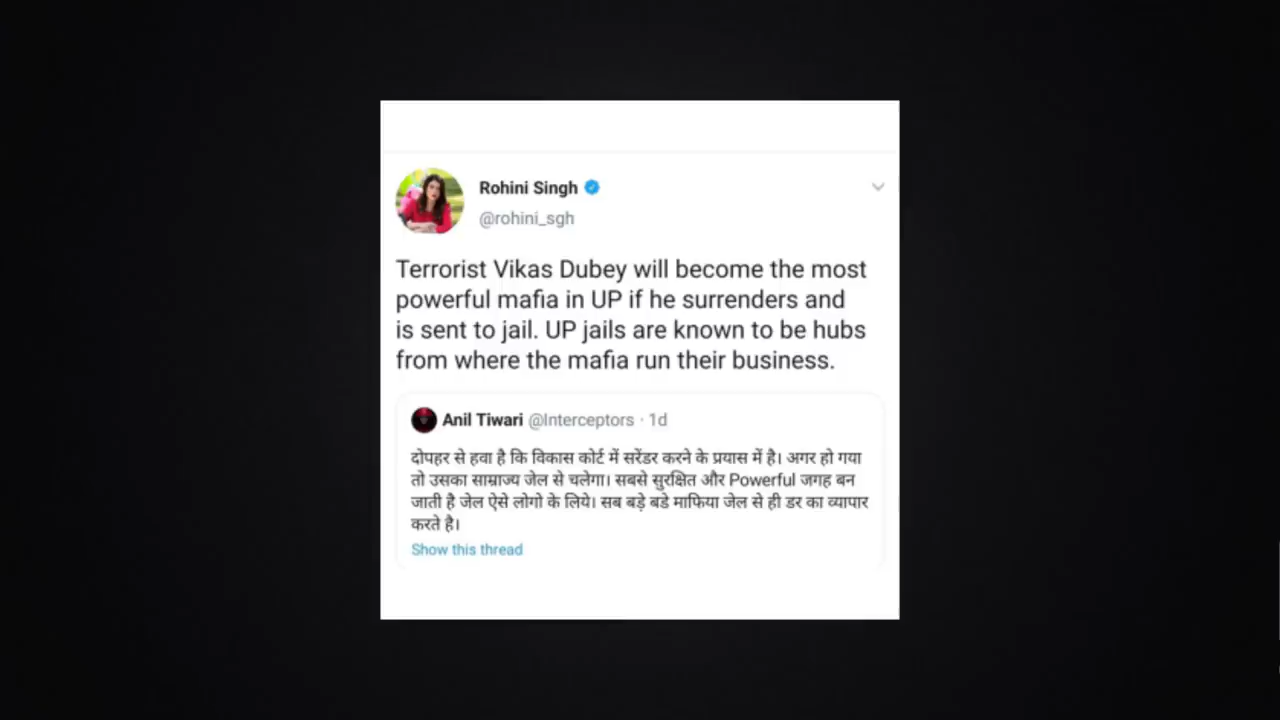 Rohini Singh
@rohini_sgh
Terrorist Vikas Dubey will become the most
powerful mafia in UP if he surrenders and
is sent to jail. UP jails are known to be hubs
from where the mafia run their business.
Anil Tiwari @Interceptors · 1d
दोपहर से हवा है कि विकास कोर्ट में सरेंडर करने के प्रयास में है। अगर हो गया
तो उसका साम्राज्य जेल से चलेगा। सबसे सुरक्षित और Powerful जगह बन
जाती है जेल ऐसे लोगो के लिये। सब बड़े बडे माफिया जेल से ही डर का व्यापार
करते है।
Show this thread